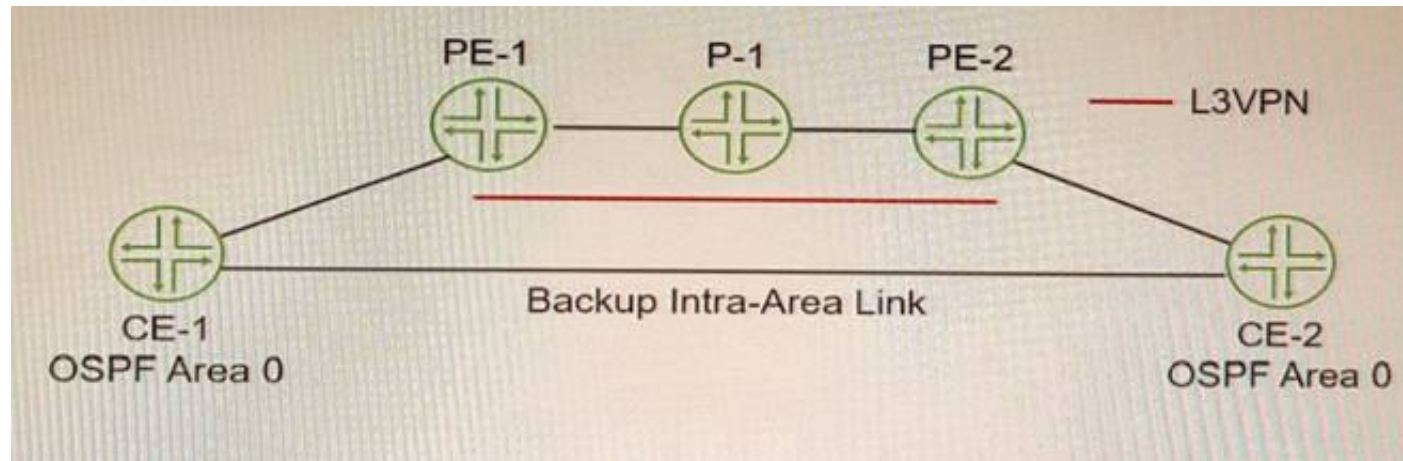 PE-1
P-1
PE-2
L3VPN
Backup Intra-Area Link
CE-1
OSPF Area 0
CE-2
OSPF Area 0